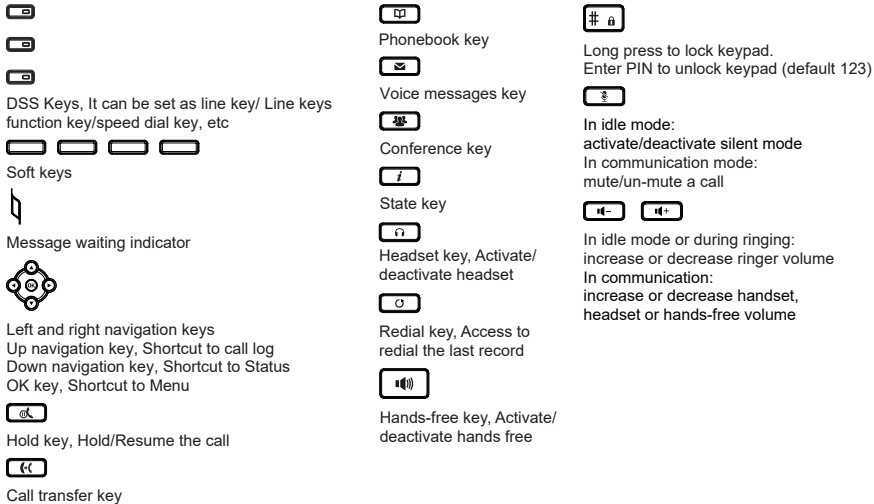 DSS Keys, It can be set as line key/ Line keys
function key/speed dial key, etc
Soft keys
Message waiting indicator
OK
Left and right navigation keys
Up navigation key, Shortcut to call log
Down navigation key, Shortcut to Status
OK key, Shortcut to Menu
Hold key, Hold/Resume the call
Call transfer key
Phonebook key
Voice messages key
Conference key
i
State key
Headset key, Activate/
deactivate headset
Redial key, Access to
redial the last record
Hands-free key, Activate/
deactivate hands free
#
Long press to lock keypad.
Enter PIN to unlock keypad (default 123)
In idle mode:
activate/deactivate silent mode
In communication mode:
mute/un-mute a call
- +
In idle mode or during ringing:
increase or decrease ringer volume
In communication:
increase or decrease handset,
headset or hands-free volume